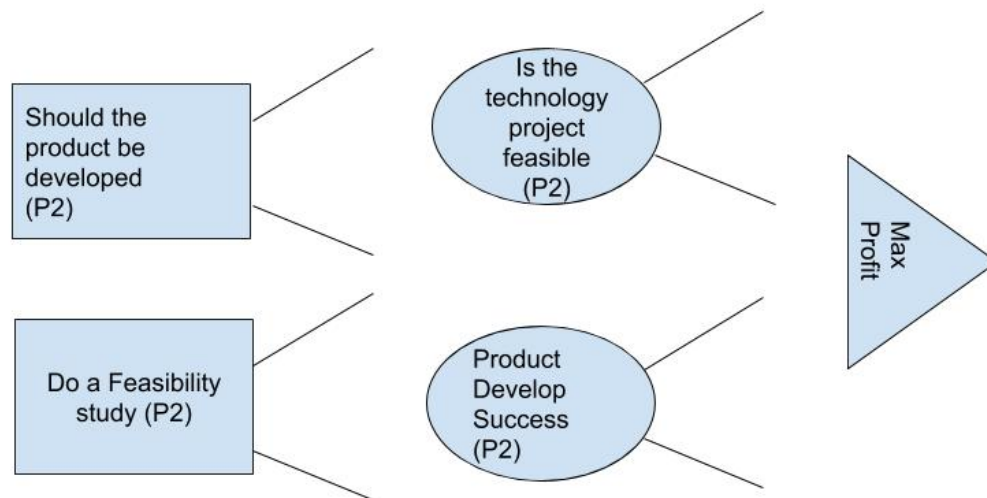 Should the
product be
developed
(P2)
Is the
technology
project
feasible
(P2)
Max
Profit
Do a Feasibility
study (P2)
Product
Develop
Success
(P2)